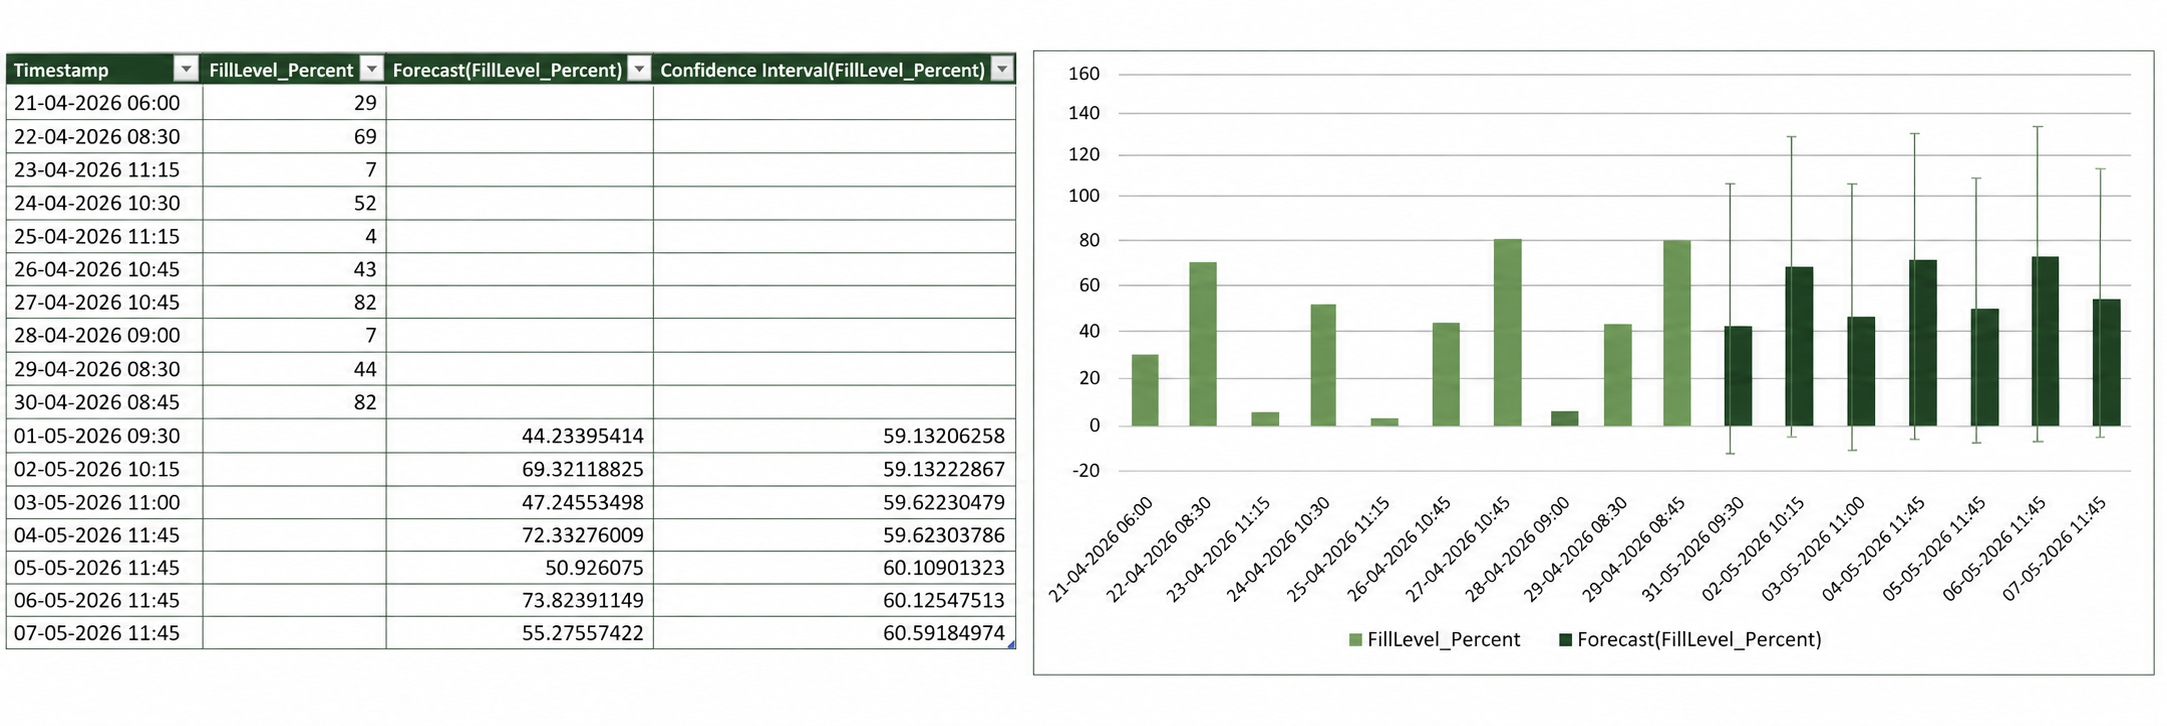 Timestamp FillLevel_Percent Forecast(FillLevel_Percent) Confidence Interval(FillLevel_Percent)
21-04-2026 06:00 29
22-04-2026 08:30 69
23-04-2026 11:15 7
24-04-2026 10:30 52
25-04-2026 11:15 4
26-04-2026 10:45 43
27-04-2026 10:45 82
28-04-2026 09:00 7
29-04-2026 08:30 44
30-04-2026 08:45 82
01-05-2026 09:30 44.23395414 59.13206258
02-05-2026 10:15 69.32118825 59.13222867
03-05-2026 11:00 47.24553498 59.62230479
04-05-2026 11:45 72.33276009 59.62303786
05-05-2026 11:45 50.926075 60.10901323
06-05-2026 11:45 73.82391149 60.12547513
07-05-2026 11:45 55.27557422 60.59184974
160
140
120
100
80
60
40
20
0
-20
21-04-2026 06:00
22-04-2026 08:30
23-04-2026 11:15
24-04-2026 10:30
25-04-2026 11:15
26-04-2026 10:45
27-04-2026 10:45
28-04-2026 09:00
29-04-2026 08:30
29-04-2026 08:45
31-05-2026 09:30
02-05-2026 10:15
03-05-2026 11:00
04-05-2026 11:45
05-05-2026 11:45
06-05-2026 11:45
07-05-2026 11:45
FillLevel_Percent Forecast(FillLevel_Percent)